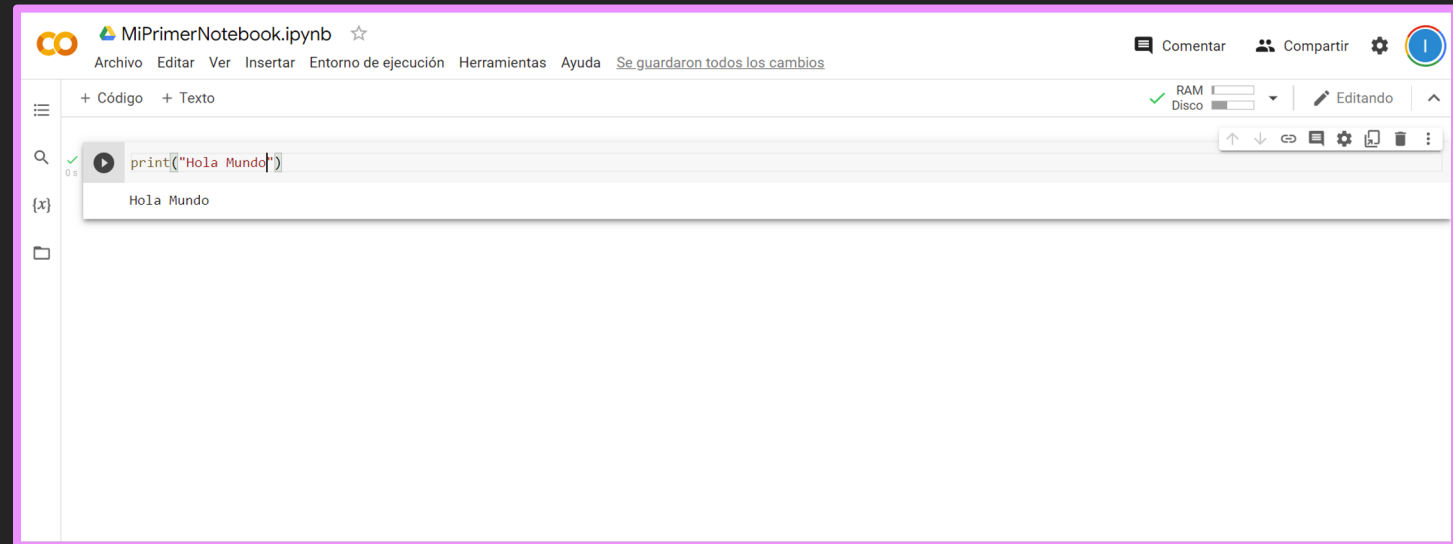 MiPrimerNotebook.ipynb
Comentar Compartir I
Archivo Editar Ver Insertar Entorno de ejecución Herramientas Ayuda Se guardaron todos los cambios
+ Código + Texto
RAM
Disco
Editando
print("Hola Mundo")
0 s
Hola Mundo
{x}